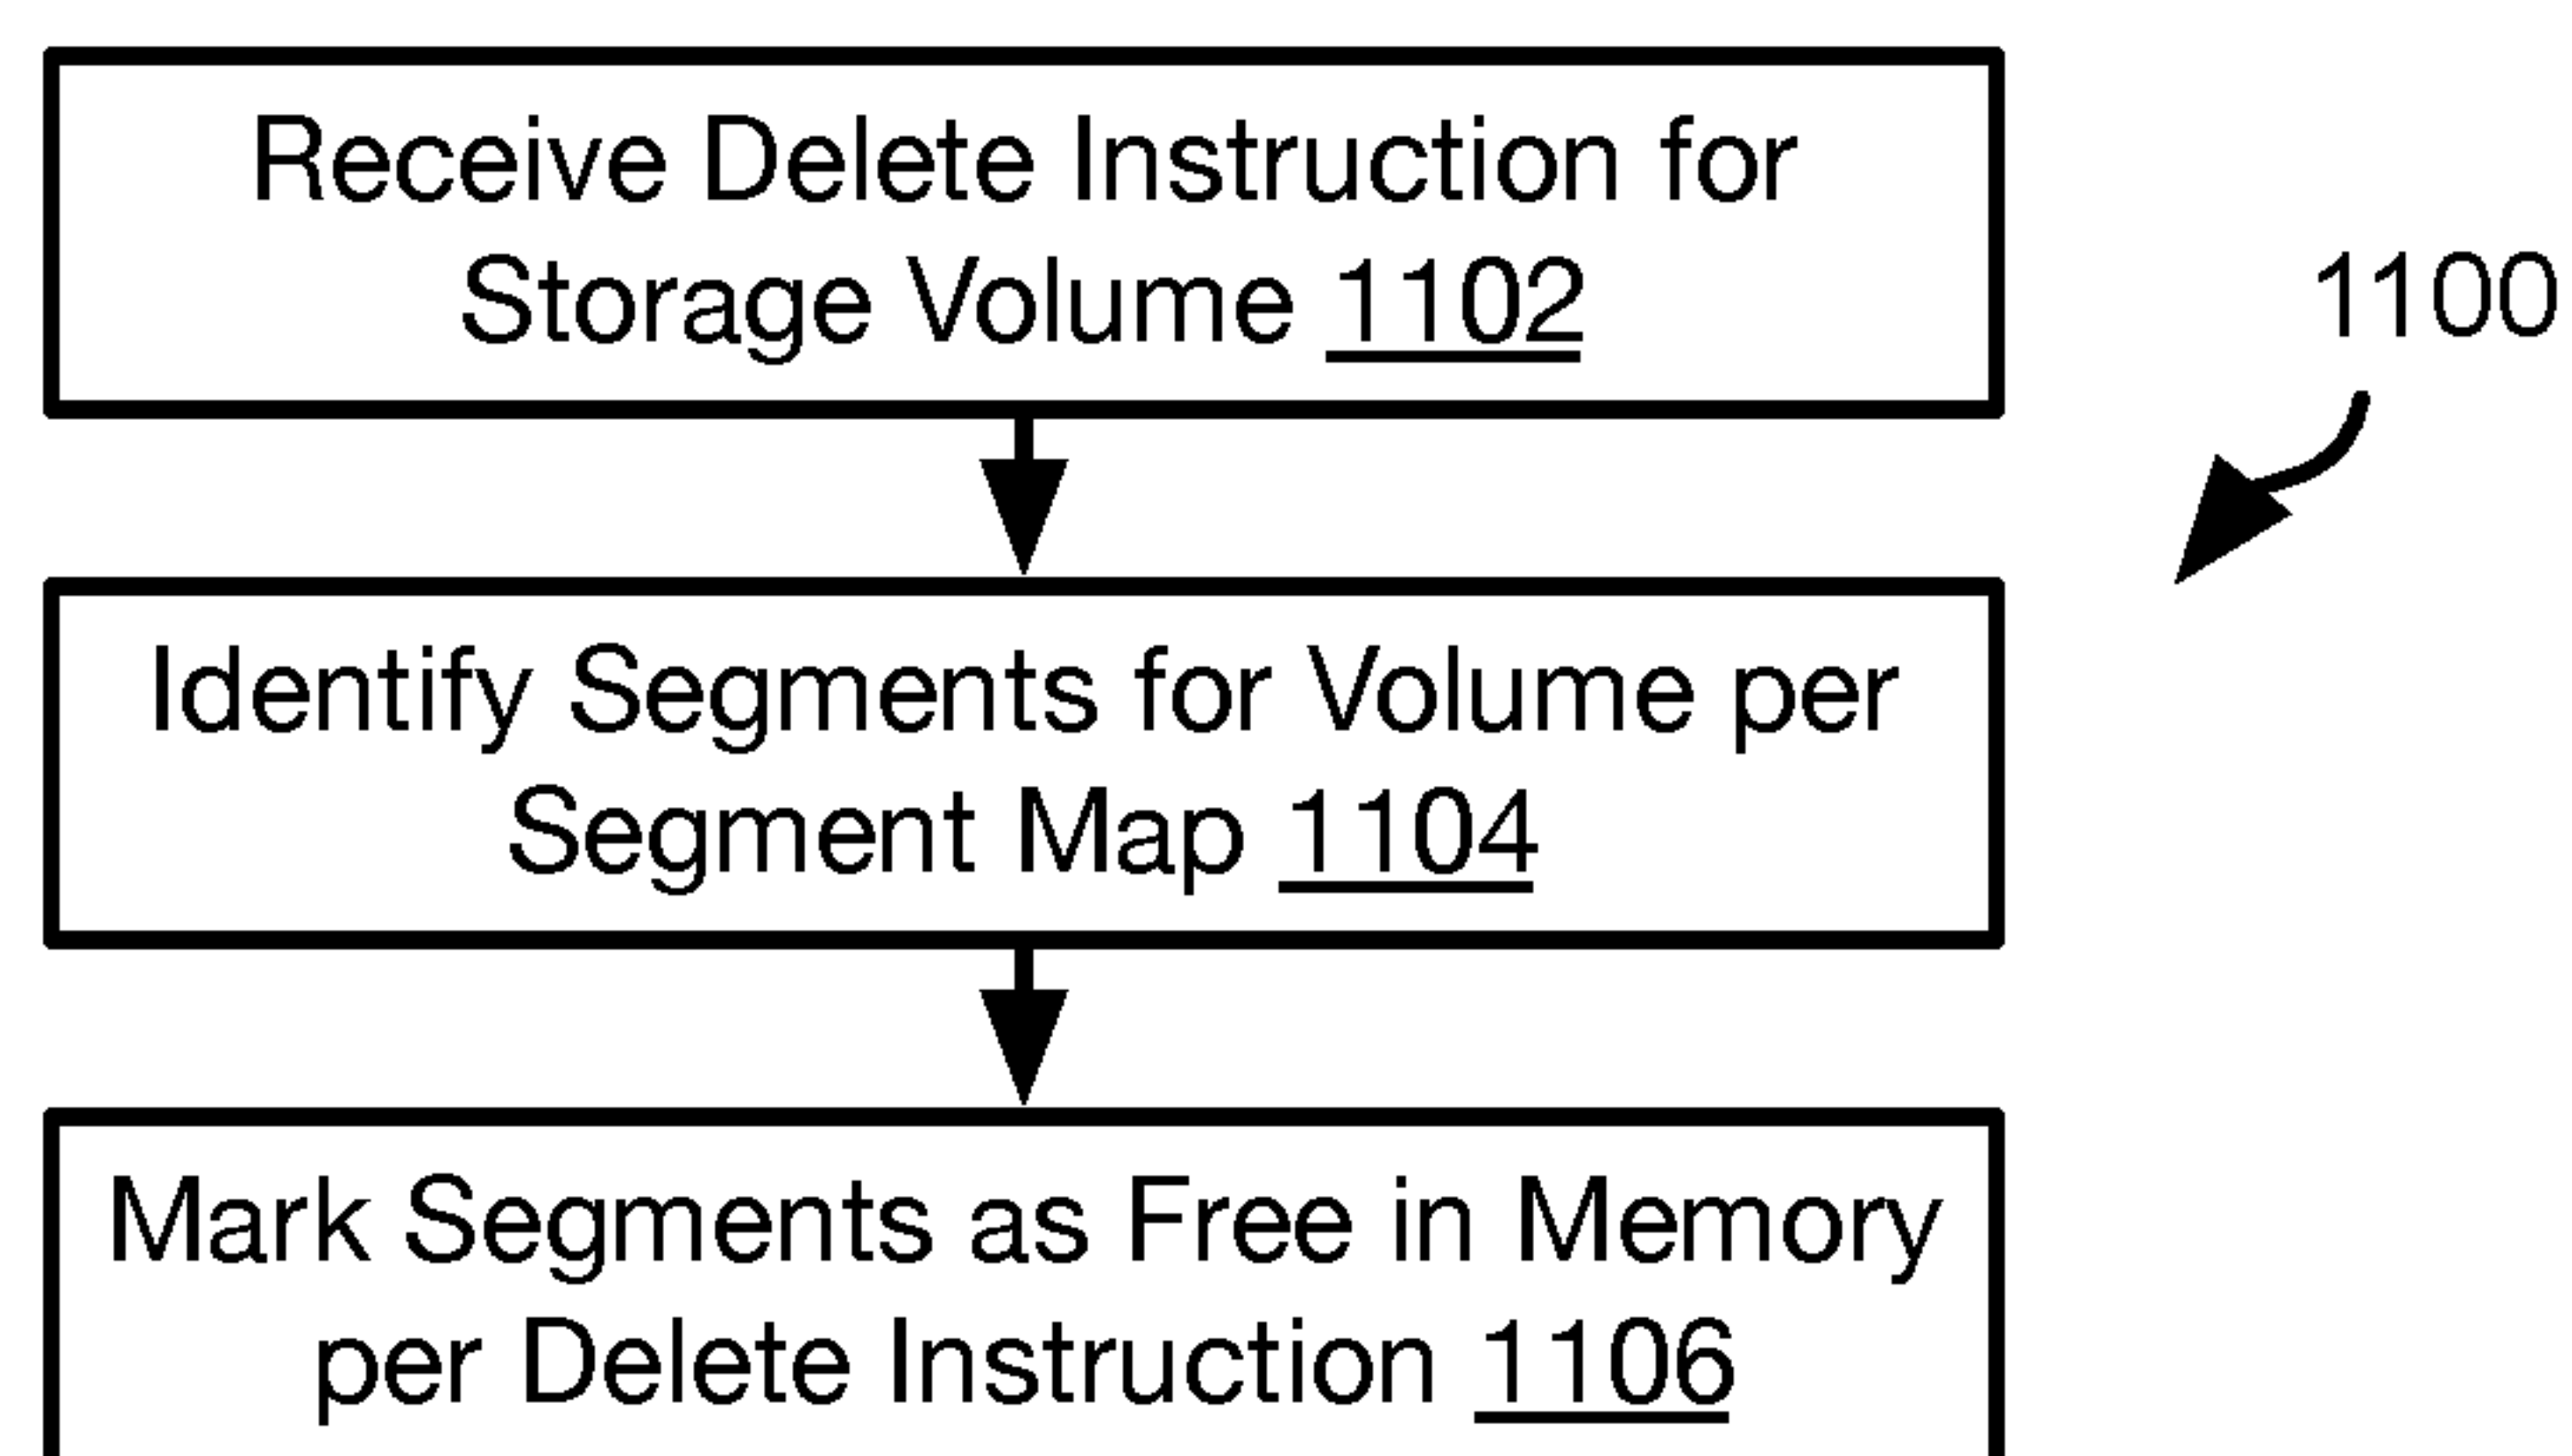 Receive Delete Instruction for
Storage Volume 1102
1100
Identify Segments for Volume per
Segment Map 1104
Mark Segments as Free in Memory
per Delete Instruction 1106